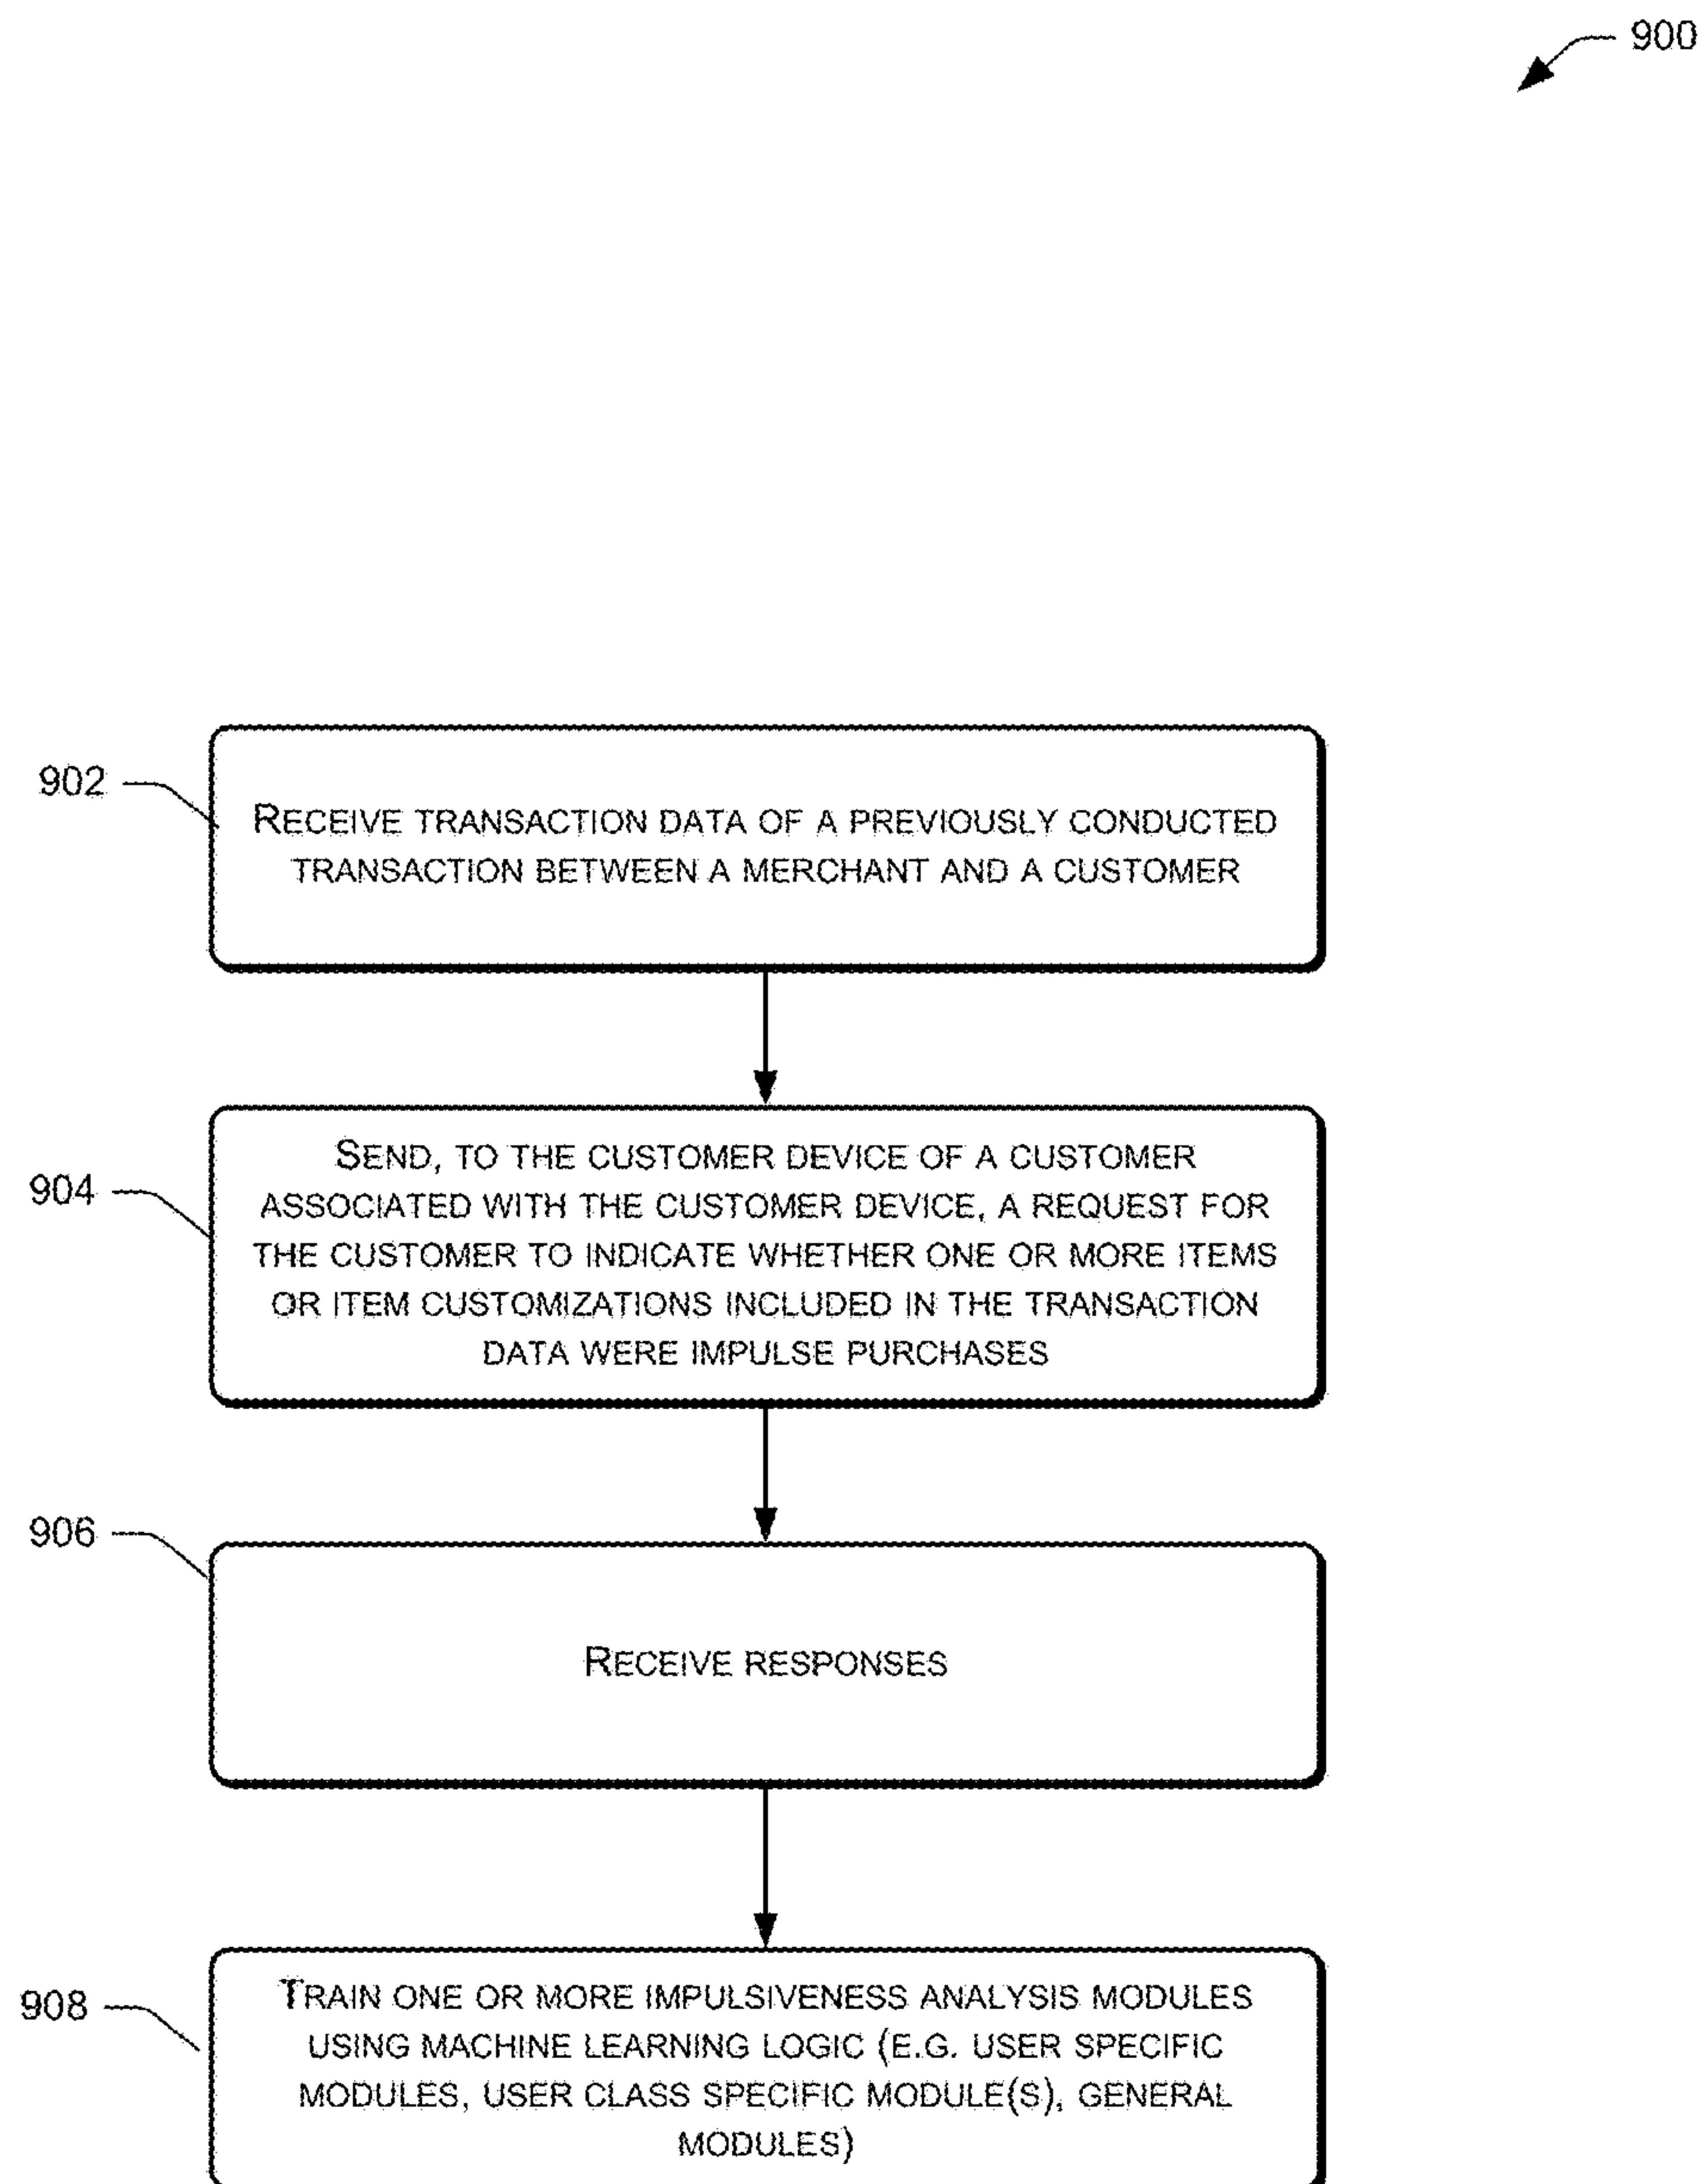 900
902
RECEIVE TRANSACTION DATA OF A PREVIOUSLY CONDUCTED
TRANSACTION BETWEEN A MERCHANT AND A CUSTOMER
904
SEND, TO THE CUSTOMER DEVICE OF A CUSTOMER
ASSOCIATED WITH THE CUSTOMER DEVICE, A REQUEST FOR
THE CUSTOMER TO INDICATE WHETHER ONE OR MORE ITEMS
OR ITEM CUSTOMIZATIONS INCLUDED IN THE TRANSACTION
DATA WERE IMPULSE PURCHASES
906
RECEIVE RESPONSES
908
TRAIN ONE OR MORE IMPULSIVENESS ANALYSIS MODULES
USING MACHINE LEARNING LOGIC (E.G. USER SPECIFIC
MODULES, USER CLASS SPECIFIC MODULE(S), GENERAL
MODULES)